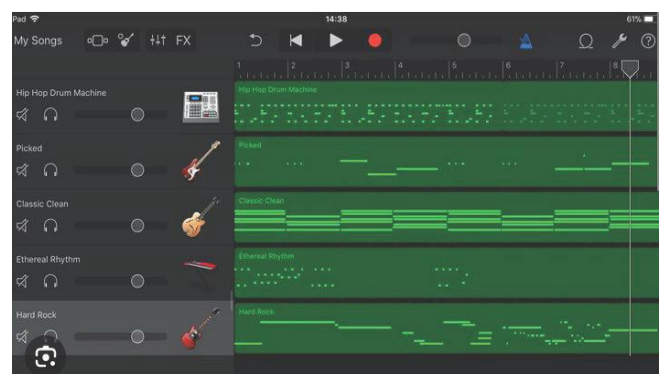 Pad 14:38 61%
My Songs FX
1 2 3 4 5 6 7 8
Hip Hop Drum Machine
Hip Hop Drum Machine
Picked
Picked
Classic Clean
Classic Clean
Ethereal Rhythm
Ethereal Rhythm
Hard Rock
Hard Rock